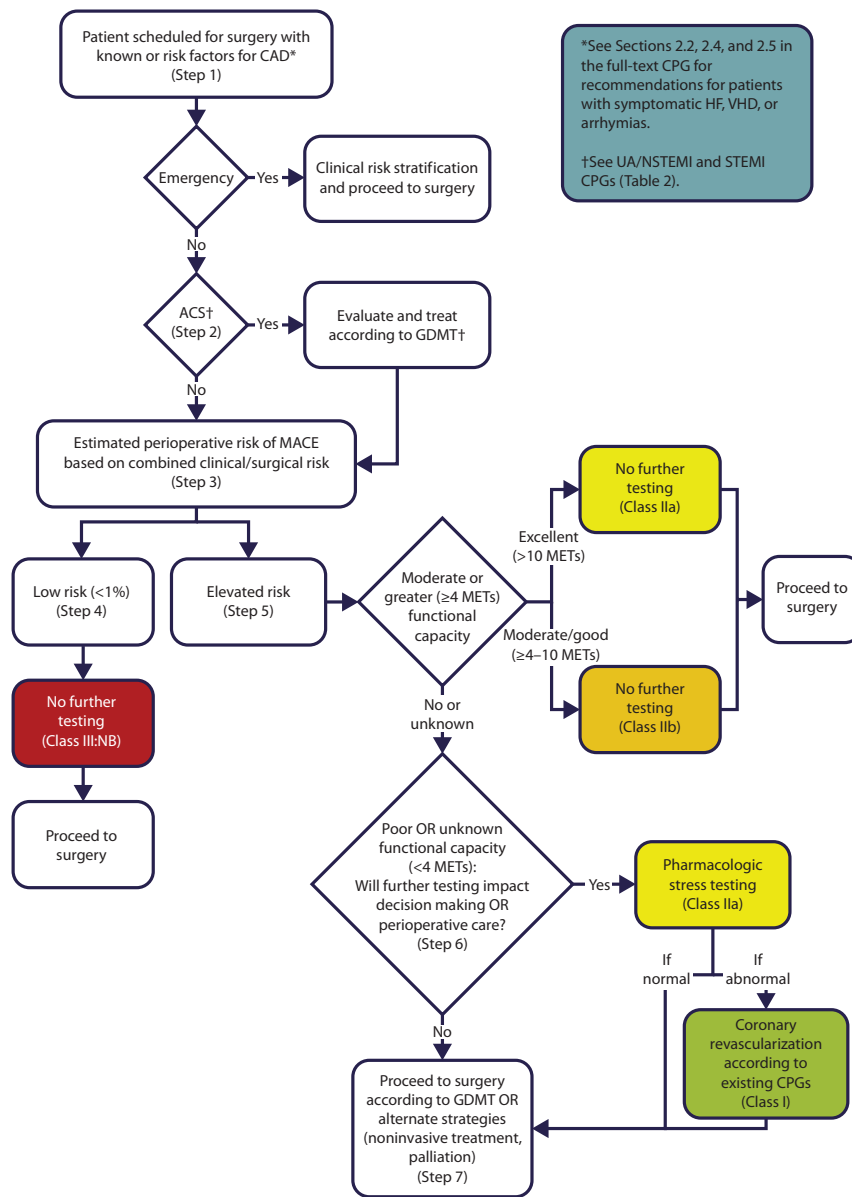 Patient scheduled for surgery with
known or risk factors for CAD*
(Step 1)
*See Sections 2.2, 2.4, and 2.5 in
the full-text CPG for
recommendations for patients
with symptomatic HF, VHD, or
arrhymias.
†See UA/NSTEMI and STEMI
CPGs (Table 2).
Emergency
Yes
Clinical risk stratification
and proceed to surgery
No
ACS†
(Step 2)
Yes
Evaluate and treat
according to GDMT†
No
Estimated perioperative risk of MACE
based on combined clinical/surgical risk
(Step 3)
Low risk (<1%)
(Step 4)
Elevated risk
(Step 5)
Moderate or
greater (≥4 METs)
functional
capacity
Excellent
(>10 METs)
No further
testing
(Class IIa)
Moderate/good
(≥4–10 METs)
No further
testing
(Class IIb)
Proceed to
surgery
No further
testing
(Class III:NB)
Proceed to
surgery
No or
unknown
Poor OR unknown
functional capacity
(<4 METs):
Will further testing impact
decision making OR
perioperative care?
(Step 6)
Yes
Pharmacologic
stress testing
(Class IIa)
If
normal
If
abnormal
Coronary
revascularization
according to
existing CPGs
(Class I)
No
Proceed to surgery
according to GDMT OR
alternate strategies
(noninvasive treatment,
palliation)
(Step 7)